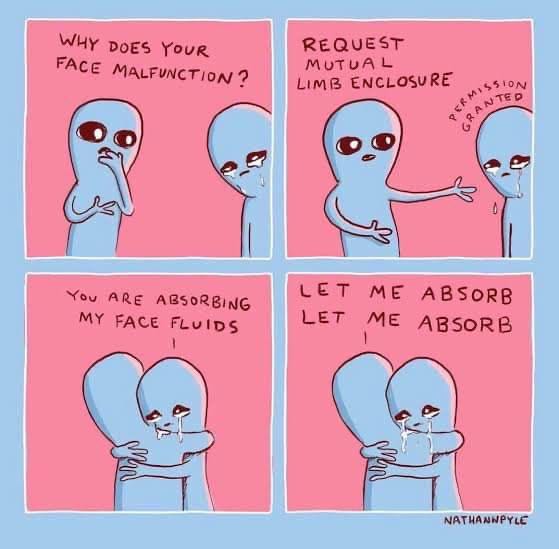 WHY DOES YOUR
FACE MALFUNCTION?
REQUEST
MUTUAL
LIMB ENCLOSURE
PERMISSION
GRANTED
YOU ARE ABSORBING
MY FACE FLUIDS
LET ME ABSORB
LET ME ABSORB
NATHANWPYLE